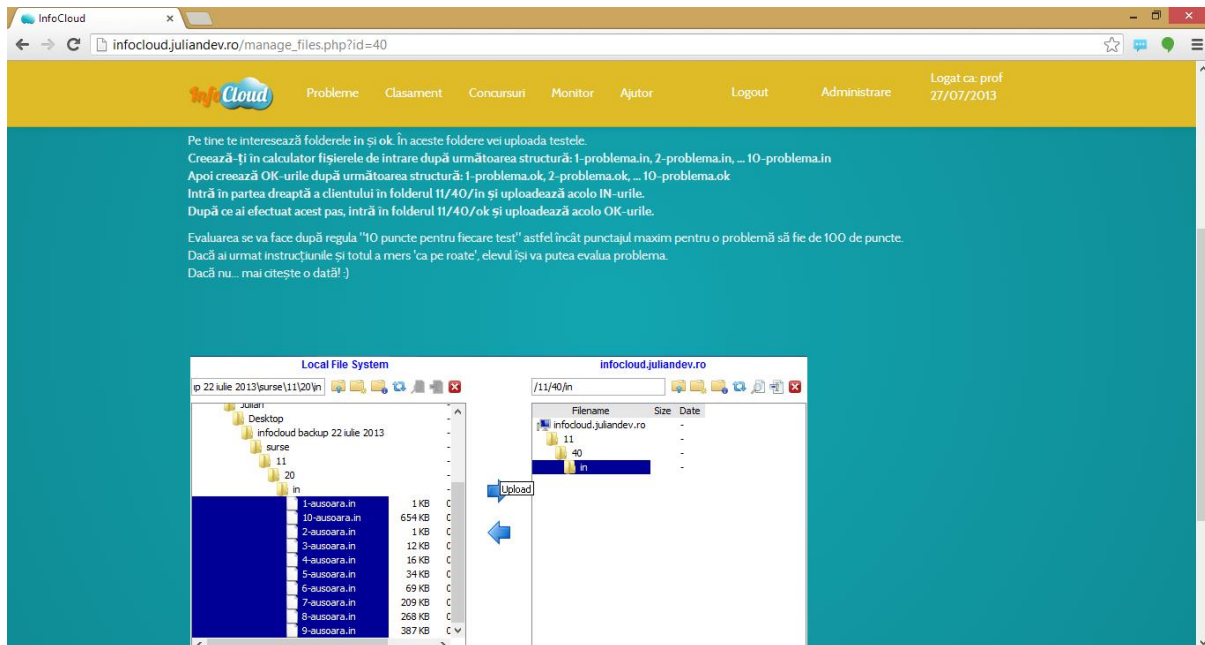 InfoCloud
infocloud.juliandev.ro/manage_files.php?id=40
InfoCloud Probleme Clasament Concursuri Monitor Ajutor Logout Administrare Logat ca: prof
27/07/2013
Pe tine te interesează folderele in și ok. În aceste foldere vei uploada testele.
Creează-ți în calculator fișierele de intrare după următoarea structură: 1-problema.in, 2-problema.in, ... 10-problema.in
Apoi creează OK-urile după următoarea structură: 1-problema.ok, 2-problema.ok, ... 10-problema.ok
Intră în partea dreaptă a clientului în folderul 11/40/in și uploadează acolo IN-urile.
După ce ai efectuat acest pas, intră în folderul 11/40/ok și uploadează acolo OK-urile.
Evaluarea se va face după regula "10 puncte pentru fiecare test" astfel încât punctajul maxim pentru o problemă să fie de 100 de puncte.
Dacă ai urmat instrucțiunile și totul a mers 'ca pe roate', elevul își va putea evalua problema.
Dacă nu... mai citește o dată! :)
Local File System
ip 22 iulie 2013\surse\11\20\in
Desktop -
infocloud backup 22 iulie 2013 -
surse -
11 -
20 -
in -
1-ausoara.in 1 KB
10-ausoara.in 654 KB
2-ausoara.in 1 KB
3-ausoara.in 12 KB
4-ausoara.in 16 KB
5-ausoara.in 34 KB
6-ausoara.in 69 KB
7-ausoara.in 209 KB
8-ausoara.in 268 KB
9-ausoara.in 387 KB
Upload
infocloud.juliandev.ro
/11/40/in
Filename Size Date
infocloud.juliandev.ro -
11 -
40 -
in -